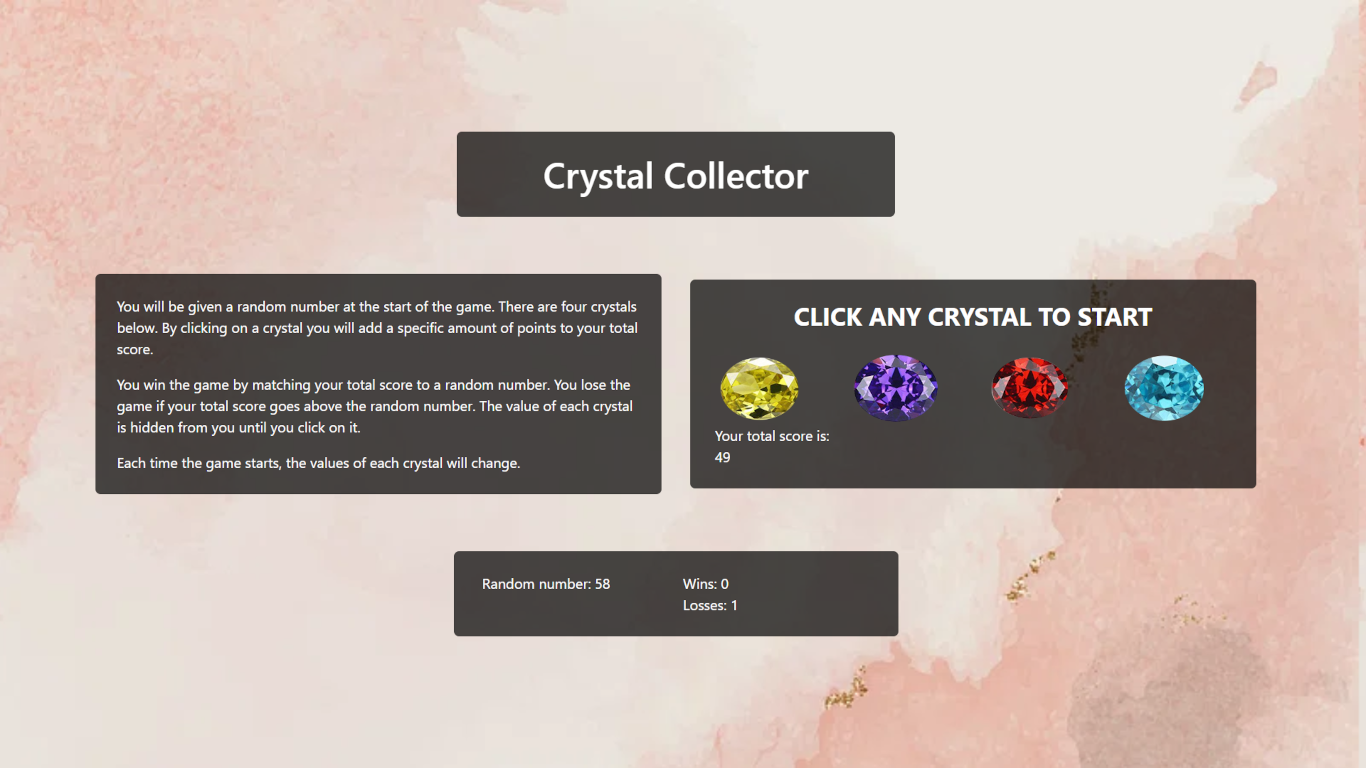 Crystal Collector
You will be given a random number at the start of the game. There are four crystals
below. By clicking on a crystal you will add a specific amount of points to your total
score.
You win the game by matching your total score to a random number. You lose the
game if your total score goes above the random number. The value of each crystal
is hidden from you until you click on it.
Each time the game starts, the values of each crystal will change.
CLICK ANY CRYSTAL TO START
Your total score is:
49
Random number: 58
Wins: 0
Losses: 1